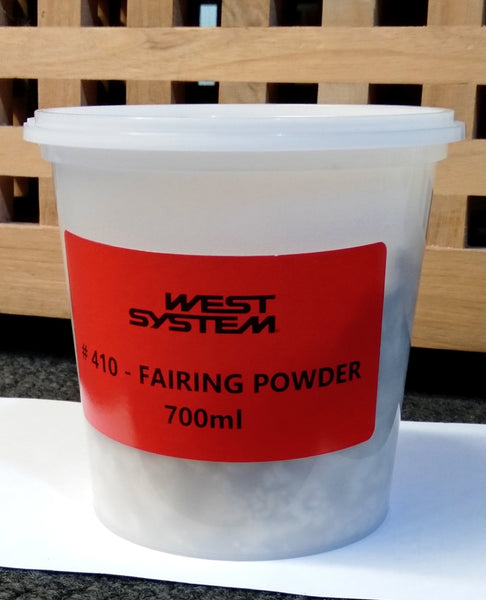 WEST
SYSTEM
#410 - FAIRING POWDER
700ml